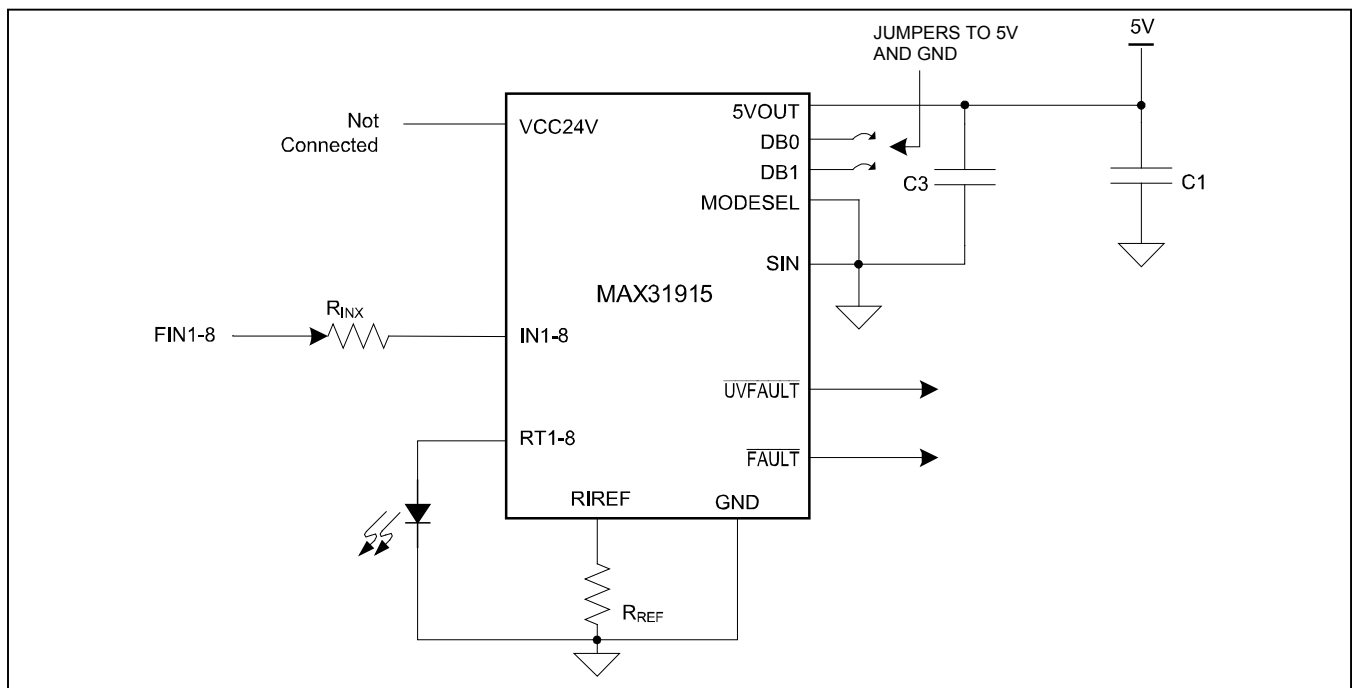 JUMPERS TO 5V
AND GND
5V
Not
Connected
VCC24V
5VOUT
DB0
DB1
MODESEL
SIN
C3
C1
MAX31915
FIN1-8
RINX
IN1-8
UVFAULT
RT1-8
FAULT
RIREF
GND
RREF